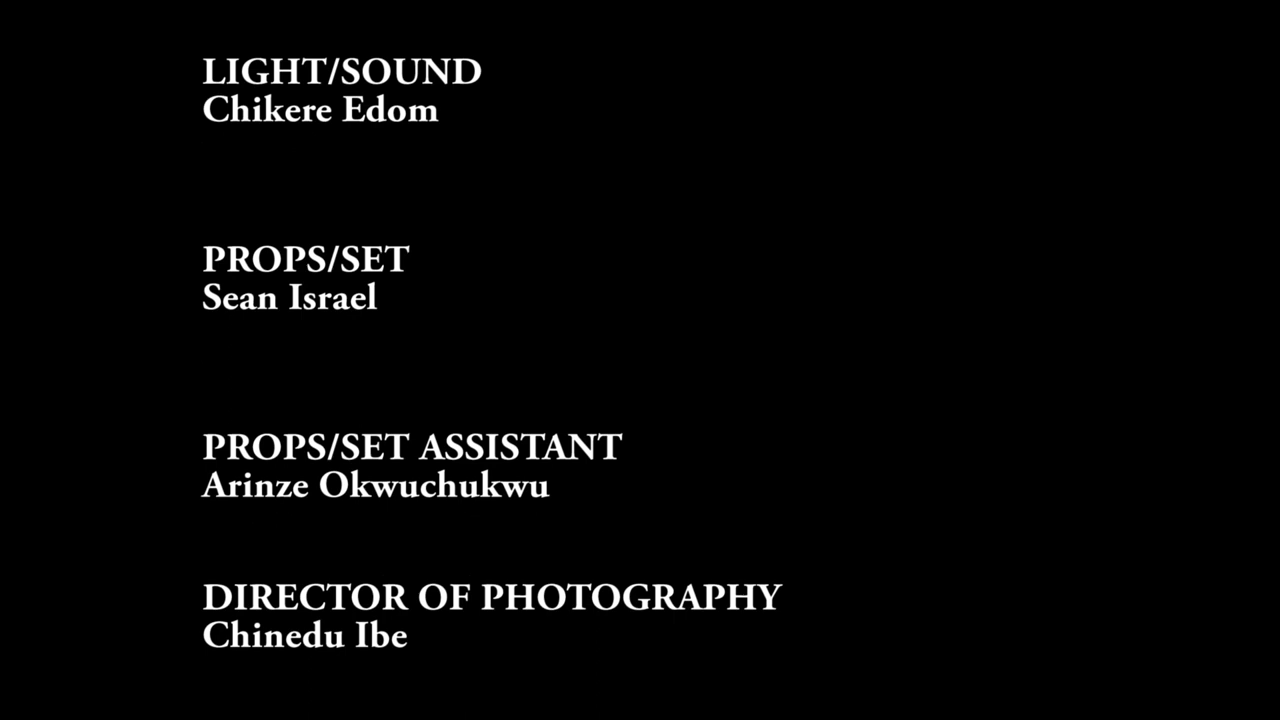 LIGHT/SOUND
Chikere Edom
PROPS/SET
Sean Israel
PROPS/SET ASSISTANT
Arinze Okwuchukwu
DIRECTOR OF PHOTOGRAPHY
Chinedu Ibe